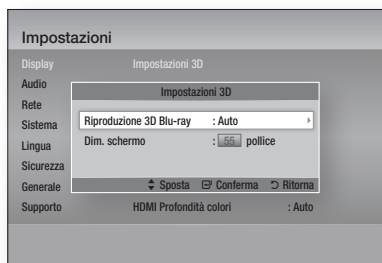 Impostazioni
Display Impostazioni 3D
Audio
Impostazioni 3D
Rete
Sistema
Riproduzione 3D Blu-ray : Auto
Dim. schermo : 55 pollice
Lingua
Sicurezza
Generale
Sposta Conferma Ritorna
Supporto HDMI Profondità colori : Auto